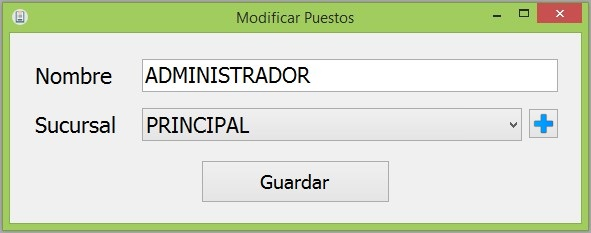 Modificar Puestos
Nombre ADMINISTRADOR
Sucursal PRINCIPAL
Guardar